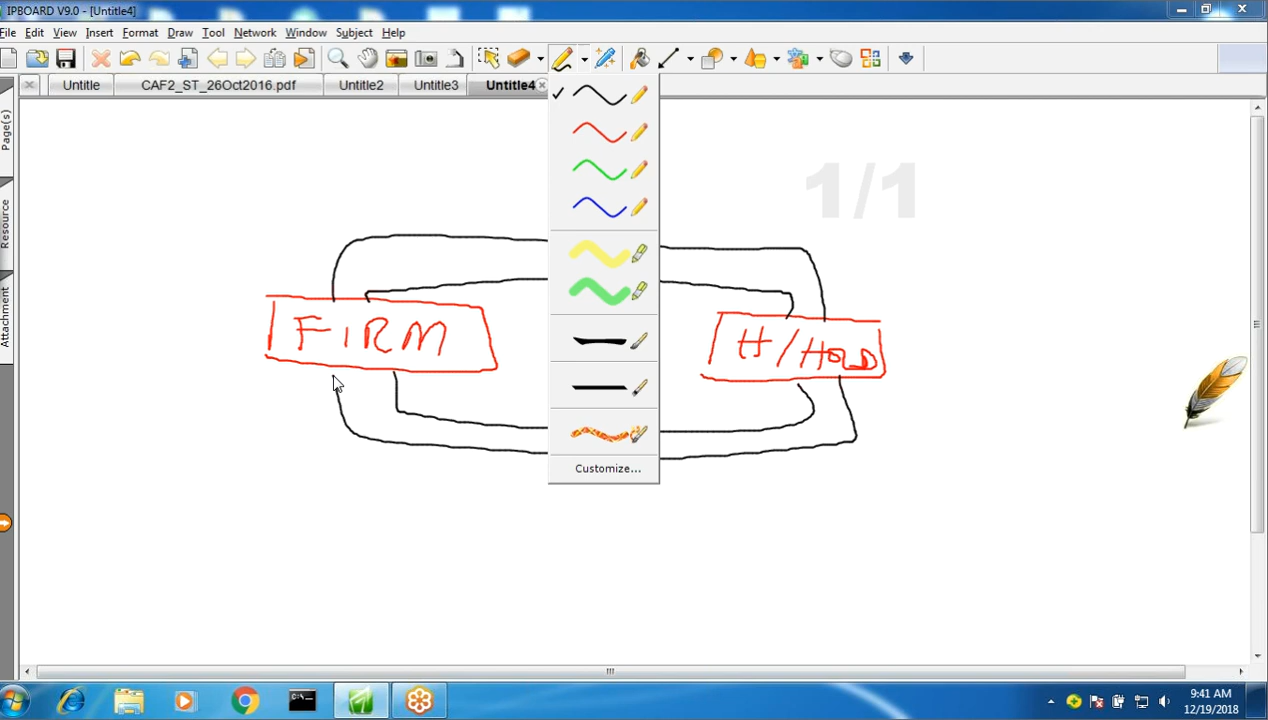 IPBOARD V9.0 - [Untitle4]
File Edit View Insert Format Draw Tool Network Window Subject Help
Untitle CAF2_ST_26Oct2016.pdf Untitle2 Untitle3 Untitle4
Page(s)
Resource
Attachment
1/1
FIRM
H/HOLD
Customize...
9:41 AM
12/19/2018